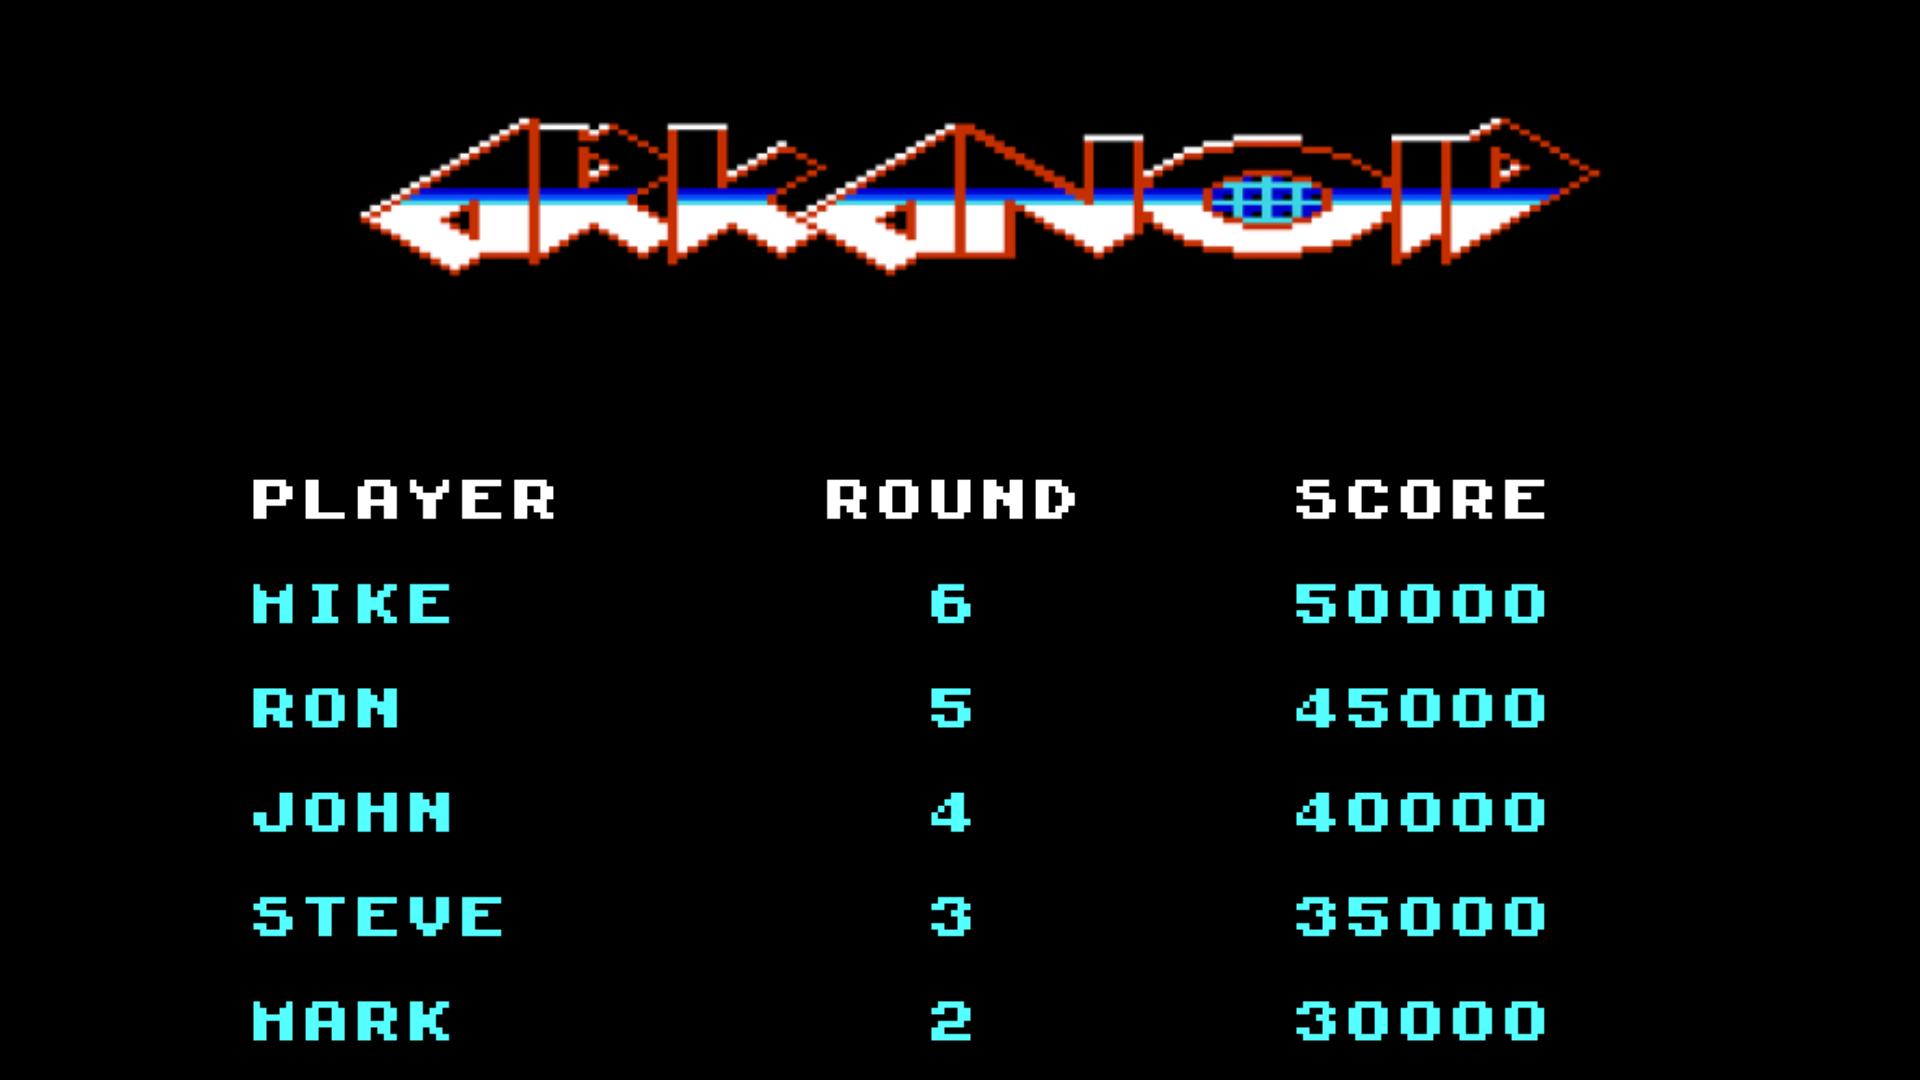 ARKANOID
PLAYER ROUND SCORE
MIKE 6 50000
RON 5 45000
JOHN 4 40000
STEVE 3 35000
MARK 2 30000